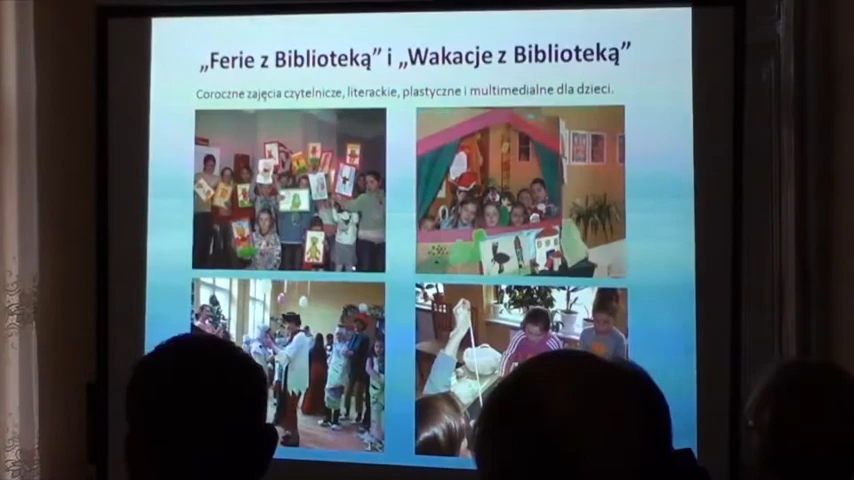 „Ferie z Biblioteką” i „Wakacje z Biblioteką”
Coroczne zajęcia czytelnicze, literackie, plastyczne i multimedialne dla dzieci.